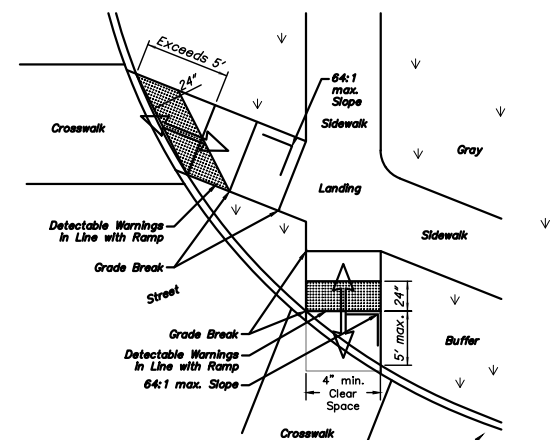 Exceeds 5'
24"
64:1
max.
Slope
Sidewalk
Crosswalk
Gray
Landing
Detectable Warnings
in Line with Ramp
Sidewalk
Grade Break
Street
24"
Grade Break
5' max.
Detectable Warnings
in Line with Ramp
Buffer
64:1 max. Slope
4" min.
Clear
Space
Crosswalk